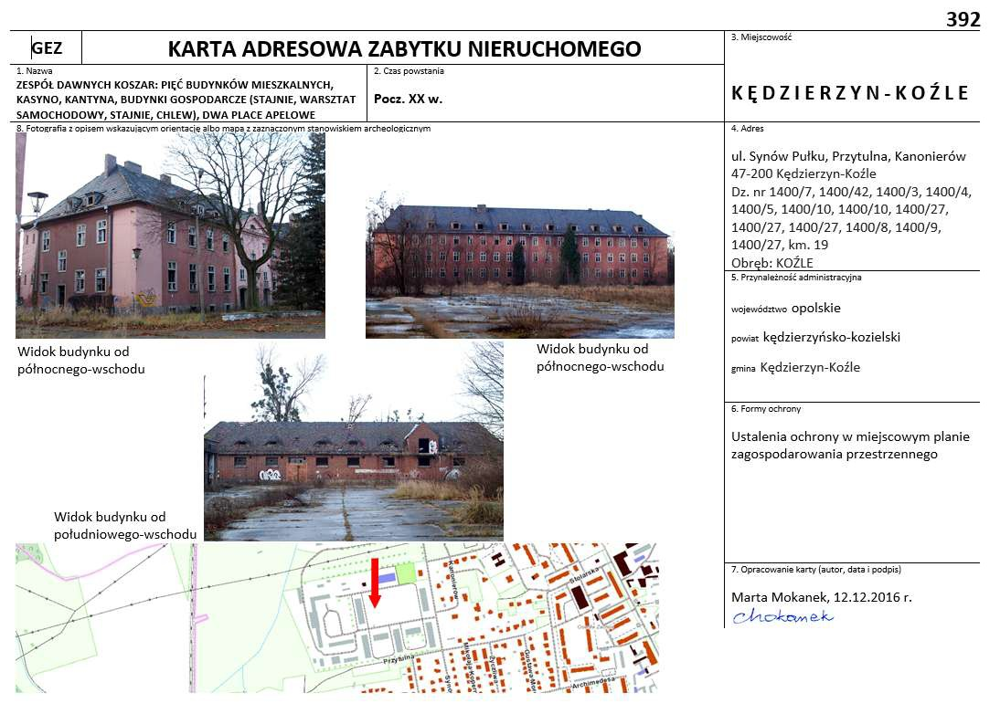 392
GEZ
KARTA ADRESOWA ZABYTKU NIERUCHOMEGO
1. Nazwa
ZESPÓŁ DAWNYCH KOSZAR: PIĘĆ BUDYNKÓW MIESZKALNYCH,
KASYNO, KANTYNA, BUDYNKI GOSPODARCZE (STAJNIE, WARSZTAT
SAMOCHODOWY, STAJNIE, CHLEW), DWA PLACE APELOWE
2. Czas powstania
Pocz. XX w.
3. Miejscowość
KĘDZIERZYN-KOŹLE
8. Fotografia z opisem wskazującym orientację albo mapa z zaznaczonym stanowiskiem archeologicznym
Widok budynku od
północnego-wschodu
Widok budynku od
północnego-wschodu
Widok budynku od
południowego-wschodu
Kanonierów
Stolarska
Przytulna
Mikołaja Koper
Życzliwa
Gustawa Mor
Archimedesa
4. Adres
ul. Synów Pułku, Przytulna, Kanonierów
47-200 Kędzierzyn-Koźle
Dz. nr 1400/7, 1400/42, 1400/3, 1400/4,
1400/5, 1400/10, 1400/10, 1400/27,
1400/27, 1400/27, 1400/8, 1400/9,
1400/27, km. 19
Obręb: KOŹLE
5. Przynależność administracyjna
województwo opolskie
powiat kędzierzyńsko-kozielski
gmina Kędzierzyn-Koźle
6. Formy ochrony
Ustalenia ochrony w miejscowym planie
zagospodarowania przestrzennego
7. Opracowanie karty (autor, data i podpis)
Marta Mokanek, 12.12.2016 r.